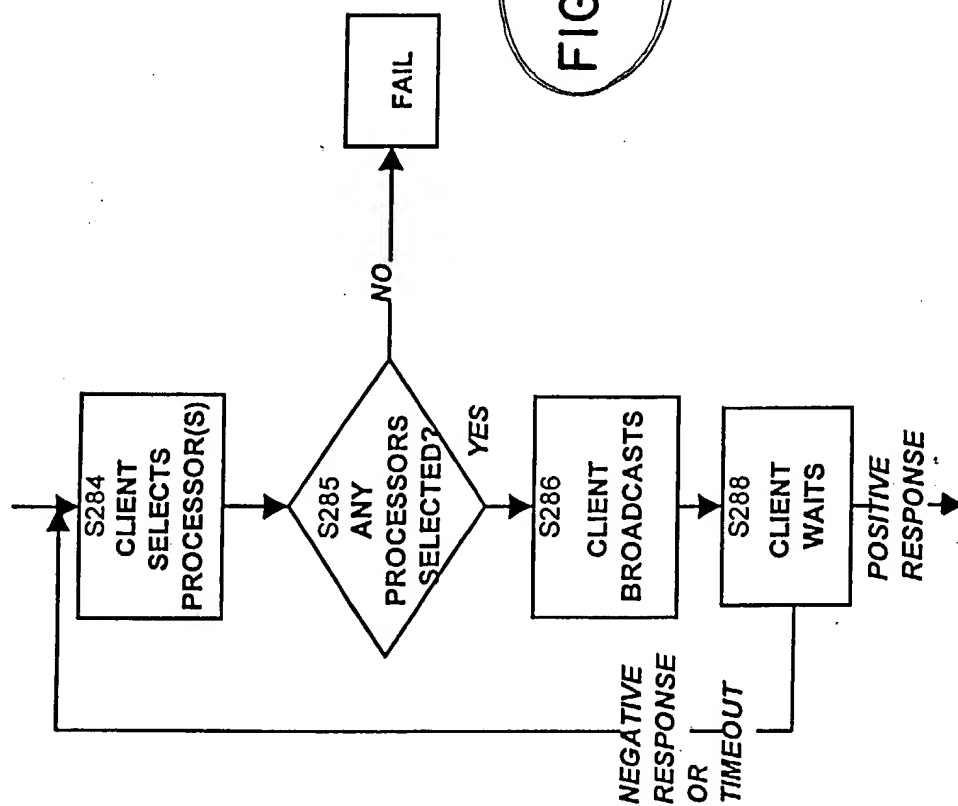 S284
CLIENT
SELECTS
PROCESSOR(S)
S285
ANY
PROCESSORS
SELECTED?
NO
FAIL
YES
S286
CLIENT
BROADCASTS
S288
CLIENT
WAITS
NEGATIVE
RESPONSE
OR
TIMEOUT
POSITIVE
RESPONSE
FIG